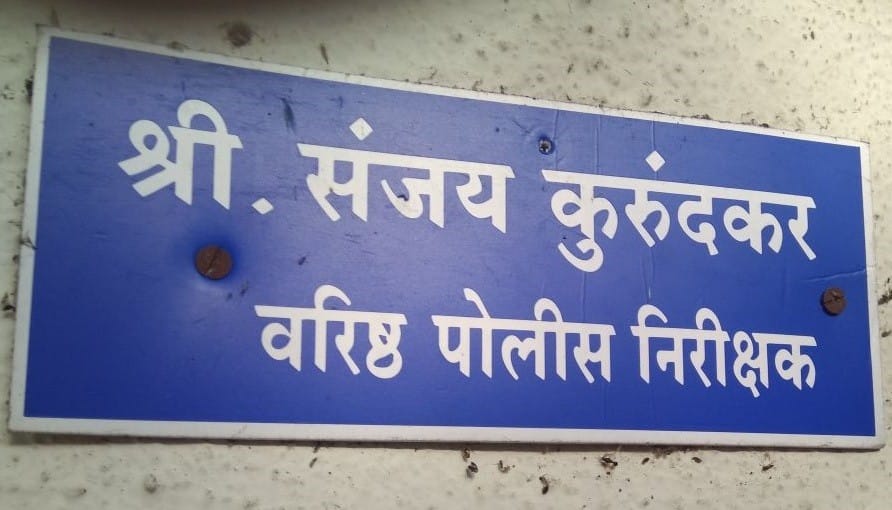 श्री. संजय कुरुंदकर
वरिष्ठ पोलीस निरीक्षक